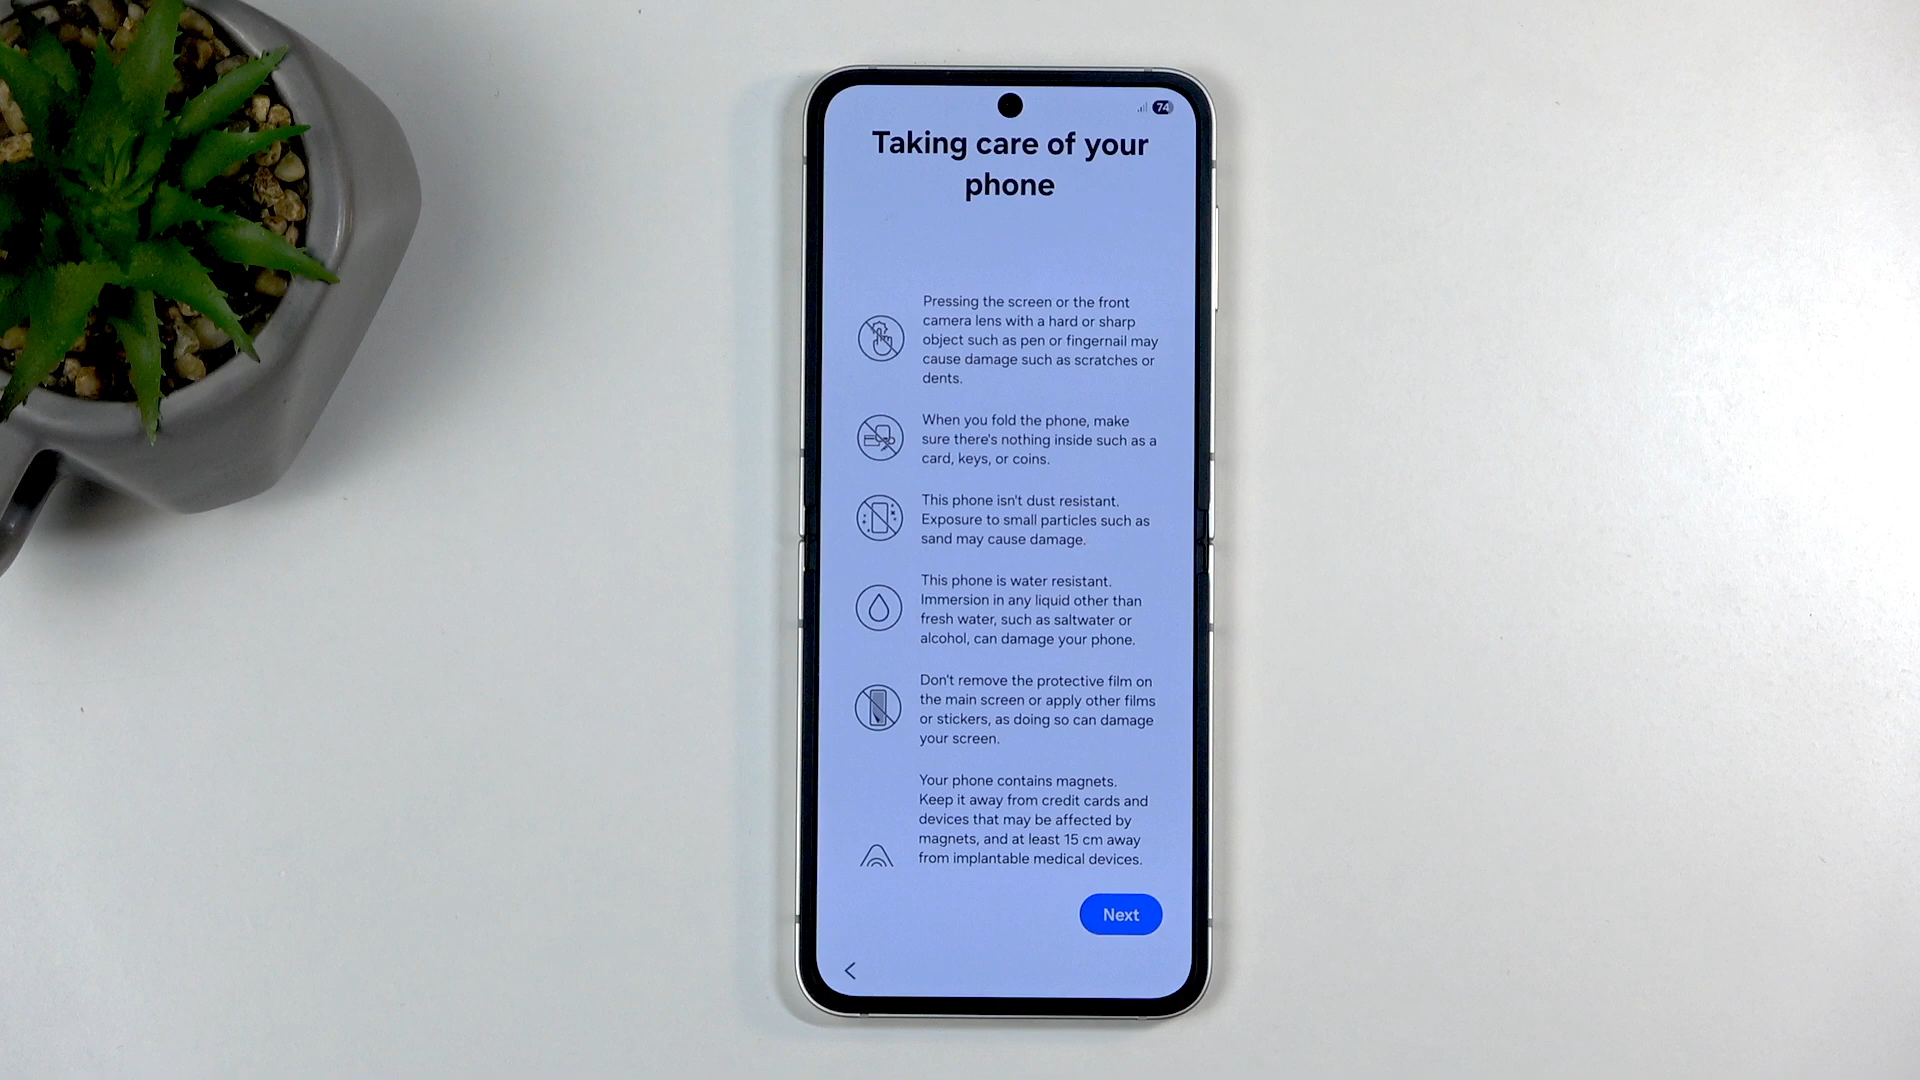 74
Taking care of your
phone
Pressing the screen or the front
camera lens with a hard or sharp
object such as pen or fingernail may
cause damage such as scratches or
dents.
When you fold the phone, make
sure there's nothing inside such as a
card, keys, or coins.
This phone isn't dust resistant.
Exposure to small particles such as
sand may cause damage.
This phone is water resistant.
Immersion in any liquid other than
fresh water, such as saltwater or
alcohol, can damage your phone.
Don't remove the protective film on
the main screen or apply other films
or stickers, as doing so can damage
your screen.
Your phone contains magnets.
Keep it away from credit cards and
devices that may be affected by
magnets, and at least 15 cm away
from implantable medical devices.
Next